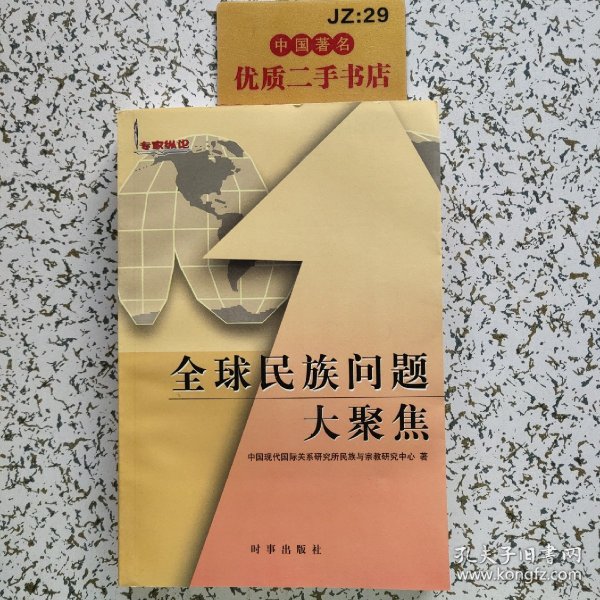 JZ:29
中国著名
优质二手书店
专家纵论
全球民族问题
大聚焦
中国现代国际关系研究所民族与宗教研究中心 著
时事出版社
孔夫子旧书网
www.kongfz.com